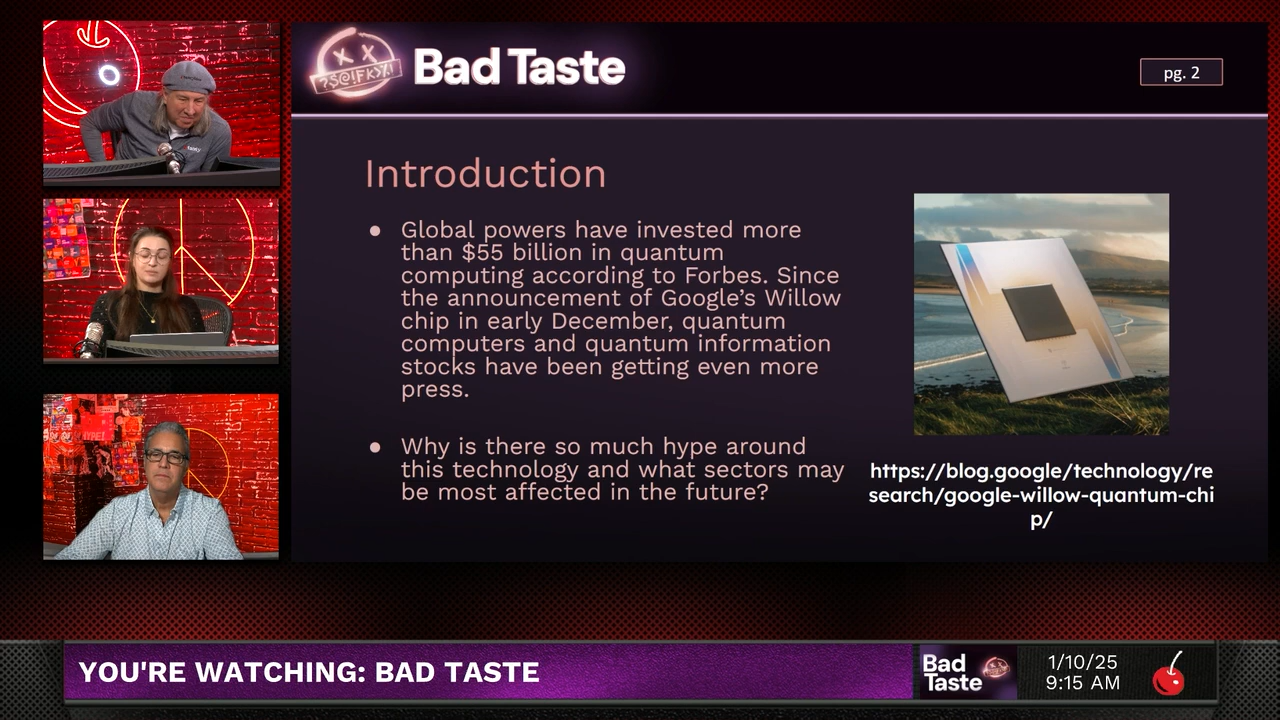 ?$@!FK%!
Bad Taste
pg. 2
Introduction
• Global powers have invested more
than $55 billion in quantum
computing according to Forbes. Since
the announcement of Google's Willow
chip in early December, quantum
computers and quantum information
stocks have been getting even more
press.
• Why is there so much hype around
this technology and what sectors may
be most affected in the future?
https://blog.google/technology/re
search/google-willow-quantum-chi
p/
YOU'RE WATCHING: BAD TASTE
Bad
Taste
1/10/25
9:15 AM